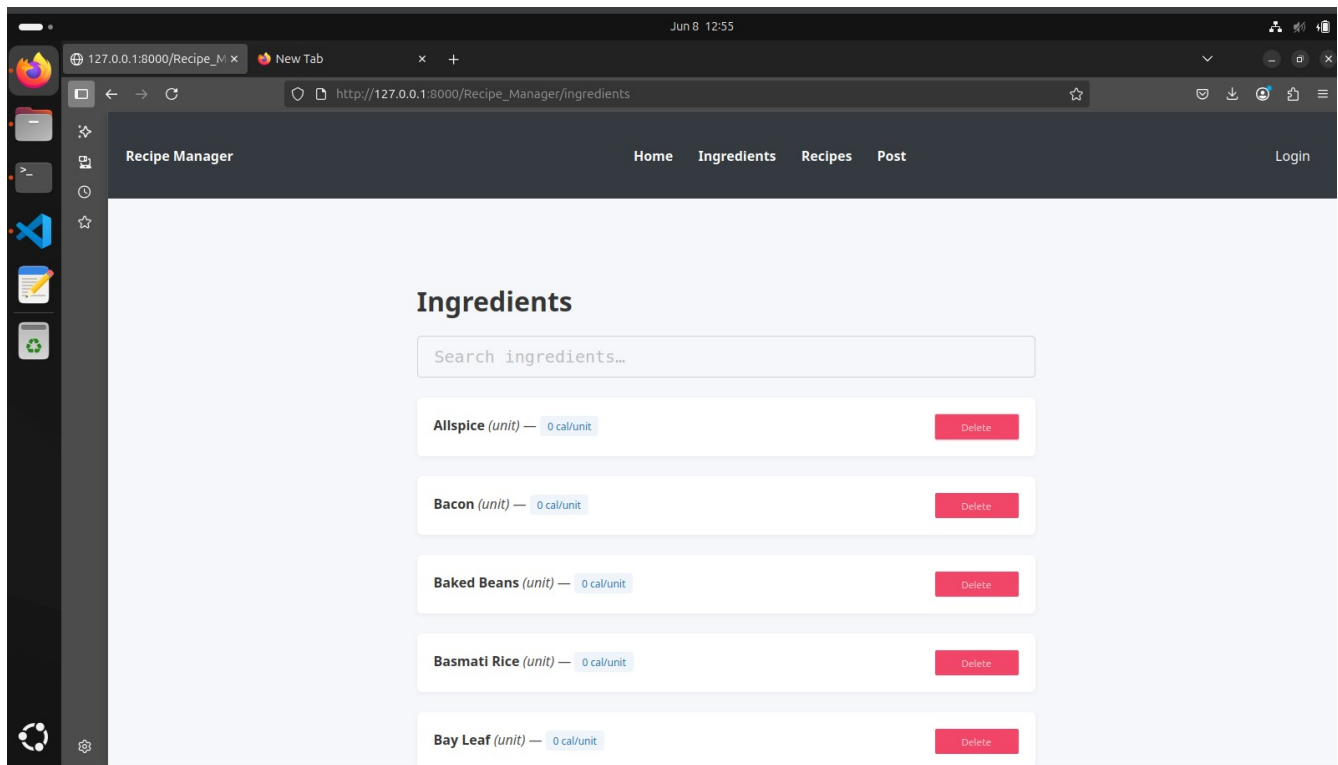 Jun 8 12:55
127.0.0.1:8000/Recipe_M
New Tab
http://127.0.0.1:8000/Recipe_Manager/ingredients
Recipe Manager Home Ingredients Recipes Post Login
Ingredients
Search ingredients…
Allspice (unit) — 0 cal/unit Delete
Bacon (unit) — 0 cal/unit Delete
Baked Beans (unit) — 0 cal/unit Delete
Basmati Rice (unit) — 0 cal/unit Delete
Bay Leaf (unit) — 0 cal/unit Delete